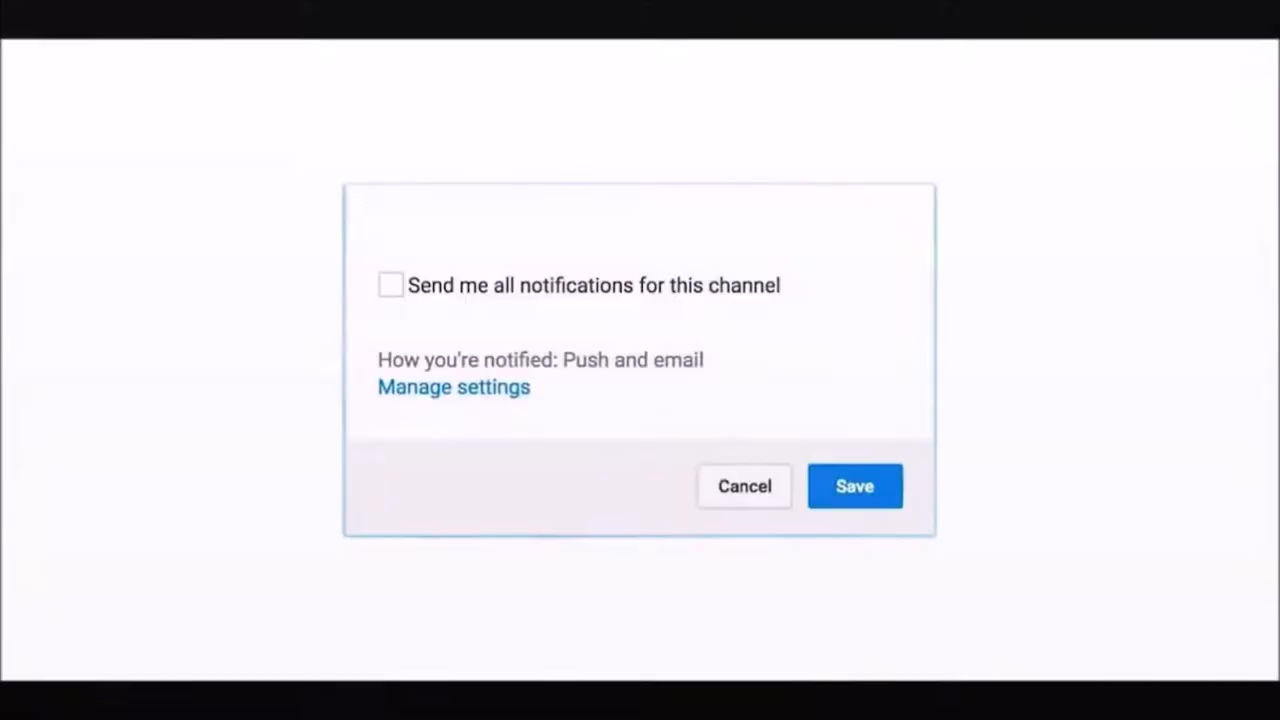 Send me all notifications for this channel
How you're notified: Push and email
Manage settings
Cancel
Save